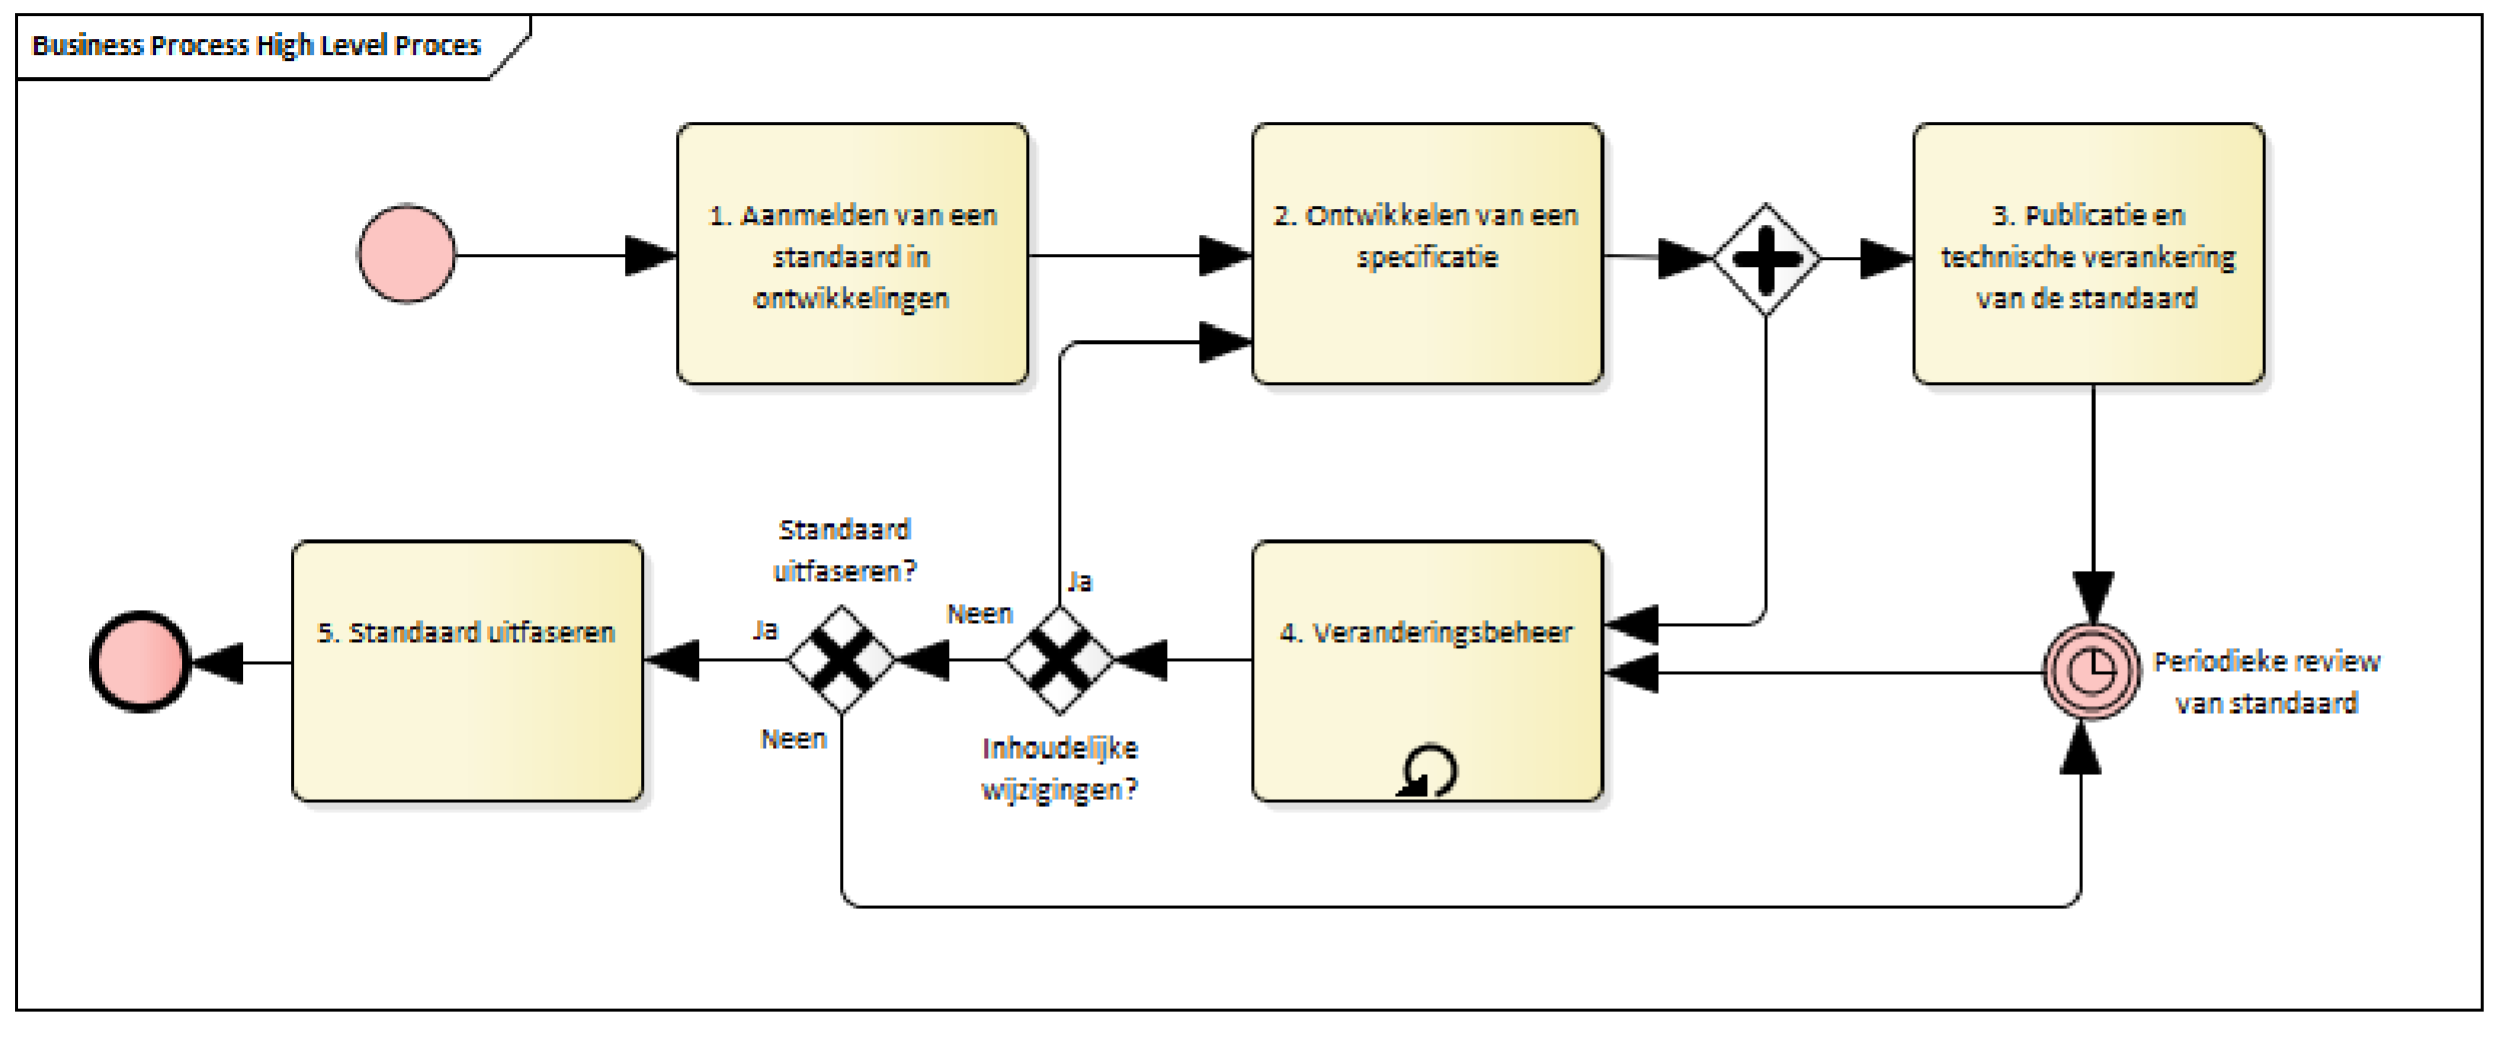 Business Process High Level Proces
1. Aanmelden van een
standaard in
ontwikkelingen
2. Ontwikkelen van een
specificatie
3. Publicatie en
technische verankering
van de standaard
Standaard
uitfaseren?
Ja
Neen
Ja
5. Standaard uitfaseren
4. Veranderingsbeheer
Periodieke review
van standaard
Neen
Inhoudelijke
wijzigingen?